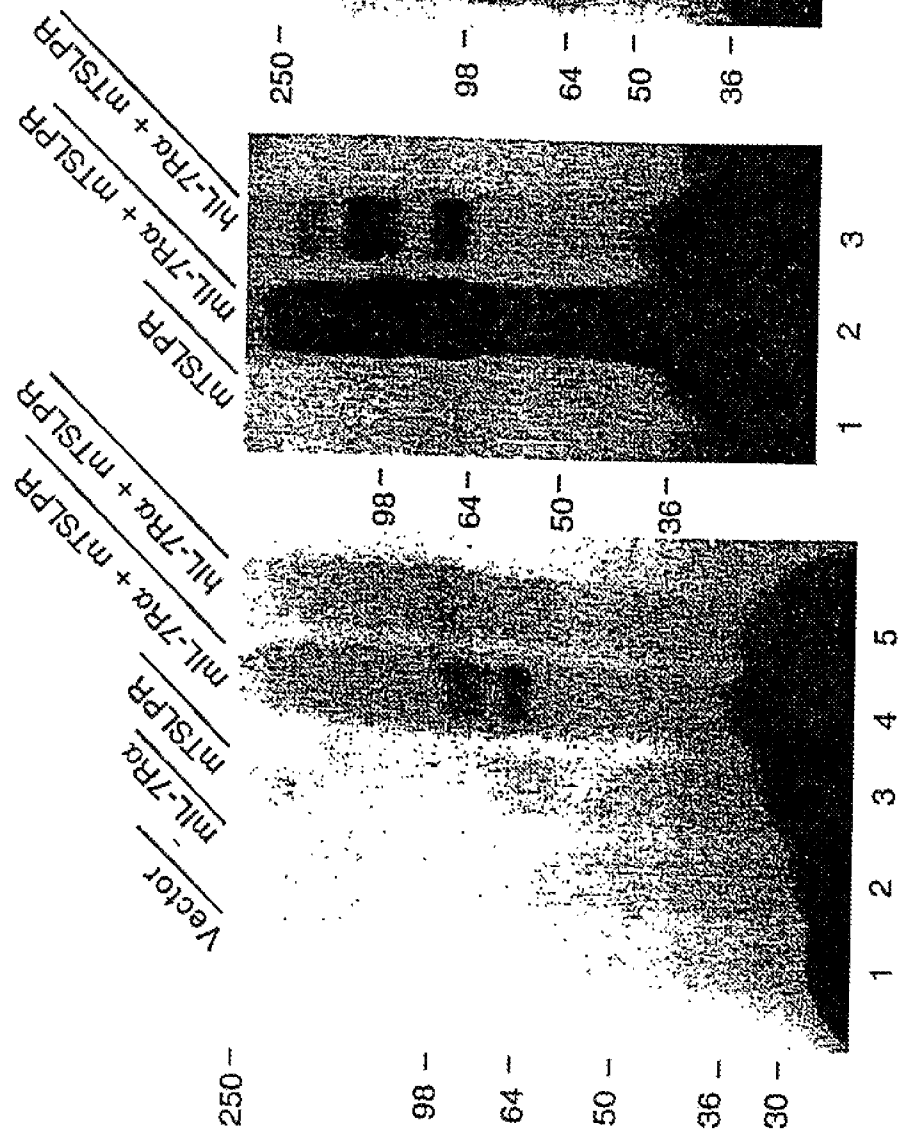 Vector
mIL-7Rα
mTSLPR
mIL-7Rα + mTSLPR
hIL-7Rα + mTSLPR
250 –
98 –
64 –
50 –
36 –
30 –
1 2 3 4 5
mTSLPR
mIL-7Rα + mTSLPR
hIL-7Rα + mTSLPR
98 –
64 –
50 –
36 –
1 2 3
250 –
98 –
64 –
50 –
36 –